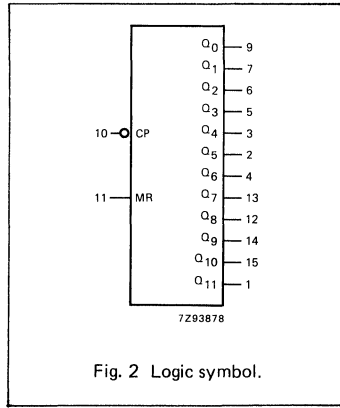 Q0 9
Q1 7
Q2 6
Q3 5
10 CP Q4 3
Q5 2
Q6 4
11 MR Q7 13
Q8 12
Q9 14
Q10 15
Q11 1
7Z93878
Fig. 2 Logic symbol.